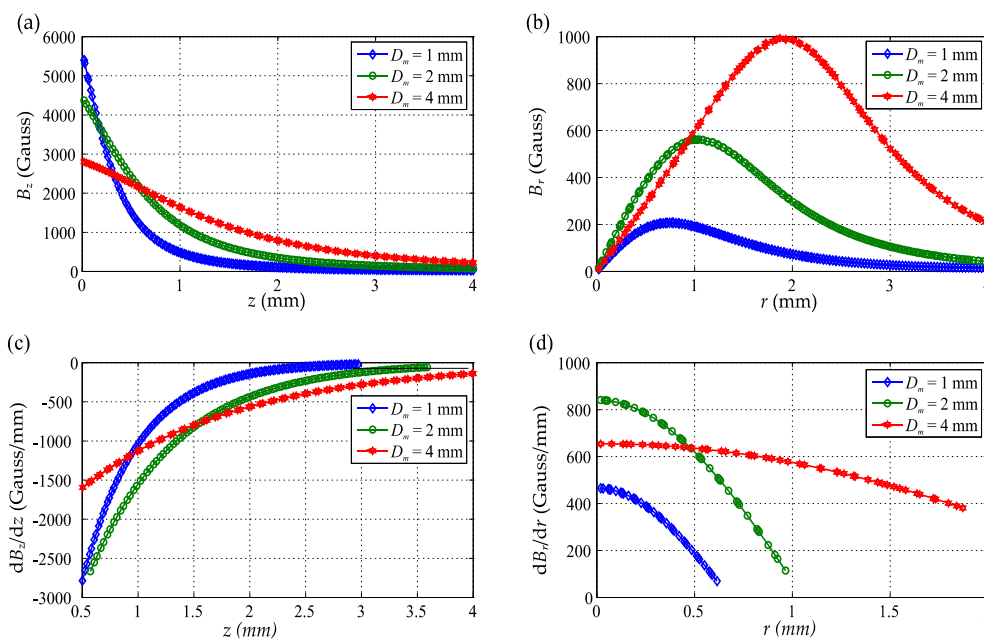 (a)
6000
5000
4000
3000
2000
1000
0
B_z (Gauss)
D_m = 1 mm
D_m = 2 mm
D_m = 4 mm
0 1 2 3 4
z (mm)
(b)
1000
800
600
400
200
0
B_r (Gauss)
D_m = 1 mm
D_m = 2 mm
D_m = 4 mm
0 1 2 3
r (mm)
(c)
0
-500
-1000
-1500
-2000
-2500
-3000
dB_z/dz (Gauss/mm)
D_m = 1 mm
D_m = 2 mm
D_m = 4 mm
0.5 1 1.5 2 2.5 3 3.5 4
z (mm)
(d)
1000
800
600
400
200
0
dB_r/dr (Gauss/mm)
D_m = 1 mm
D_m = 2 mm
D_m = 4 mm
0 0.5 1 1.5
r (mm)